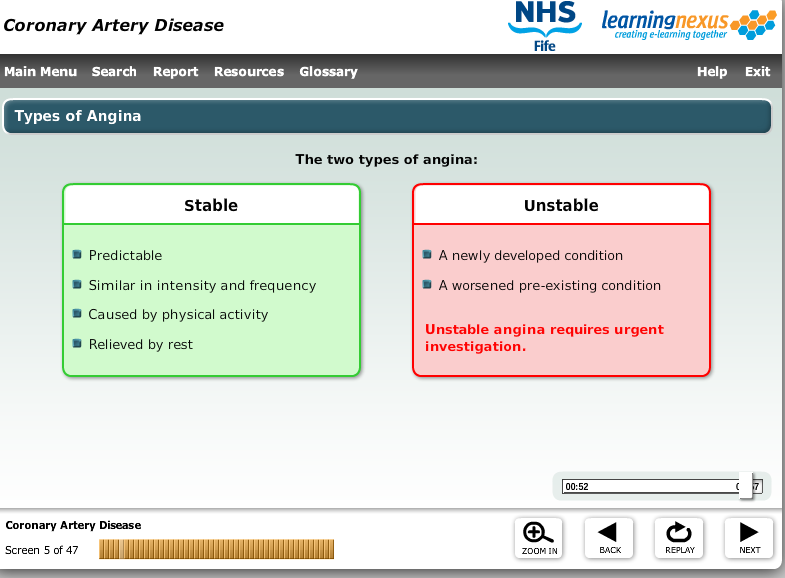 Coronary Artery Disease
NHS
Fife
learningnexus
creating e-learning together
Main Menu Search Report Resources Glossary Help Exit
Types of Angina
The two types of angina:
Stable
Predictable
Similar in intensity and frequency
Caused by physical activity
Relieved by rest
Unstable
A newly developed condition
A worsened pre-existing condition
Unstable angina requires urgent
investigation.
00:52
Coronary Artery Disease
Screen 5 of 47
ZOOM IN
BACK
REPLAY
NEXT